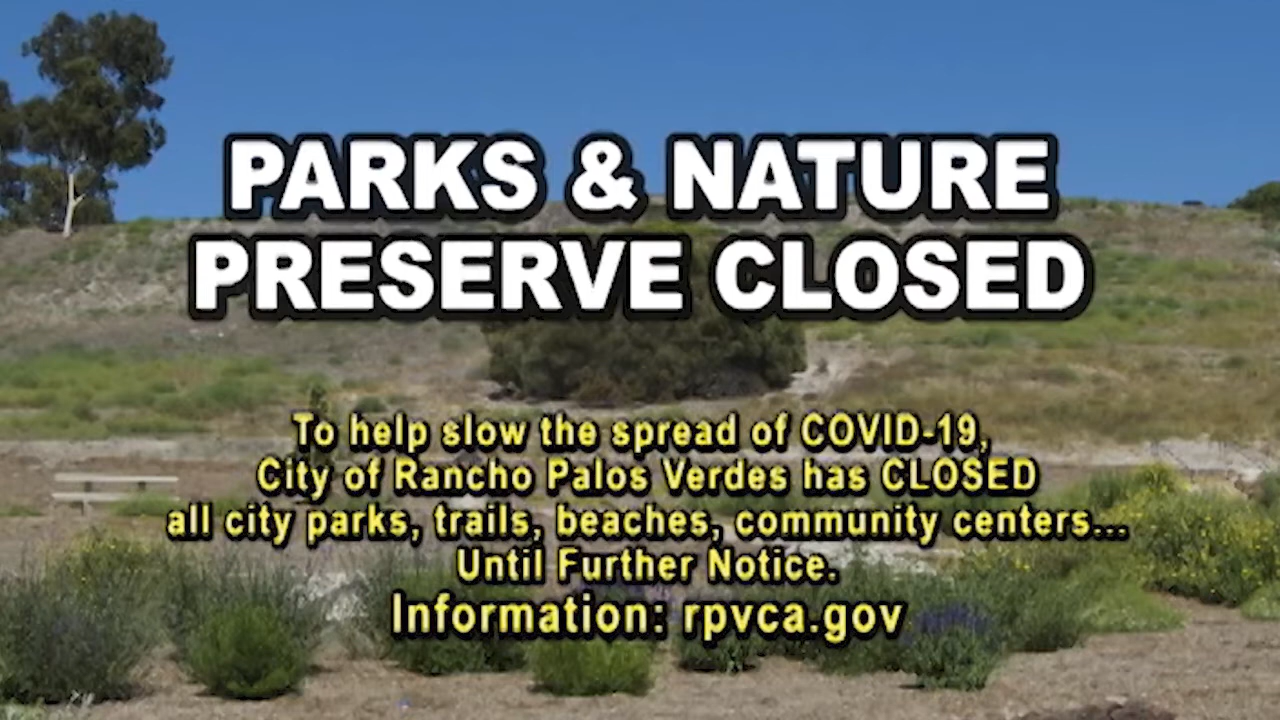 PARKS & NATURE
PRESERVE CLOSED
To help slow the spread of COVID-19,
City of Rancho Palos Verdes has CLOSED
all city parks, trails, beaches, community centers...
Until Further Notice.
Information: rpvca.gov